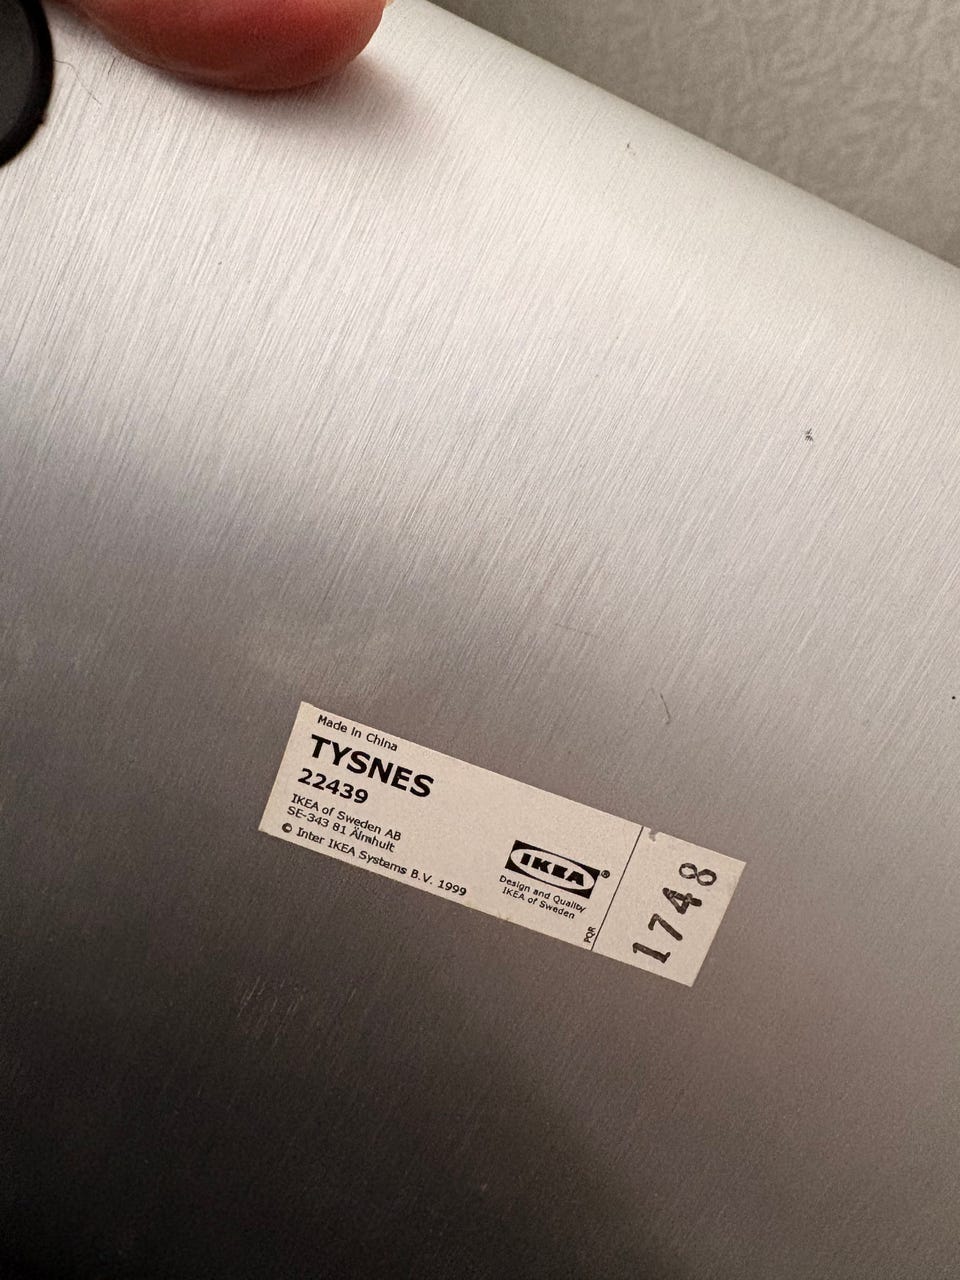 Made in China
TYSNES
22439
IKEA of Sweden AB
SE-343 81 Älmhult
© Inter IKEA Systems B.V. 1999
IKEA®
Design and Quality
IKEA of Sweden
PQR
1748